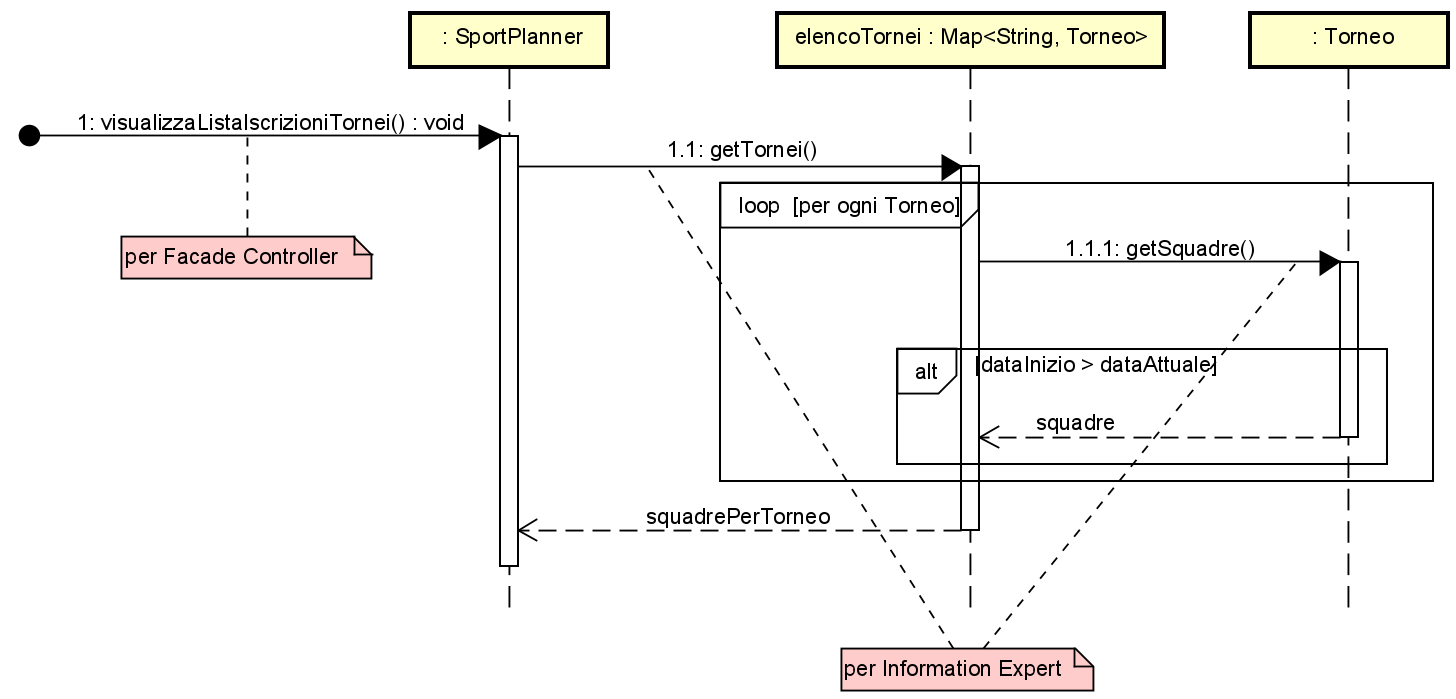 : SportPlanner
elencoTornei : Map<String, Torneo>
: Torneo
1: visualizzaListaIscrizioniTornei() : void
1.1: getTornei()
loop [per ogni Torneo]
1.1.1: getSquadre()
per Facade Controller
alt [dataInizio > dataAttuale]
squadre
squadrePerTorneo
per Information Expert